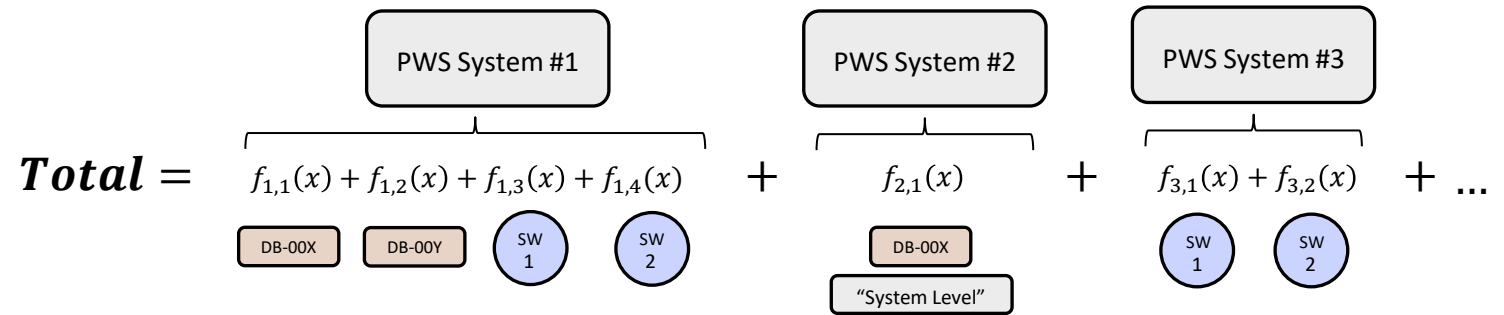 PWS System #1
PWS System #2
PWS System #3
Total = f₁,₁(x) + f₁,₂(x) + f₁,₃(x) + f₁,₄(x) + f₂,₁(x) + f₃,₁(x) + f₃,₂(x) + ...
DB-00X
DB-00Y
SW
1
SW
2
DB-00X
“System Level”
SW
1
SW
2